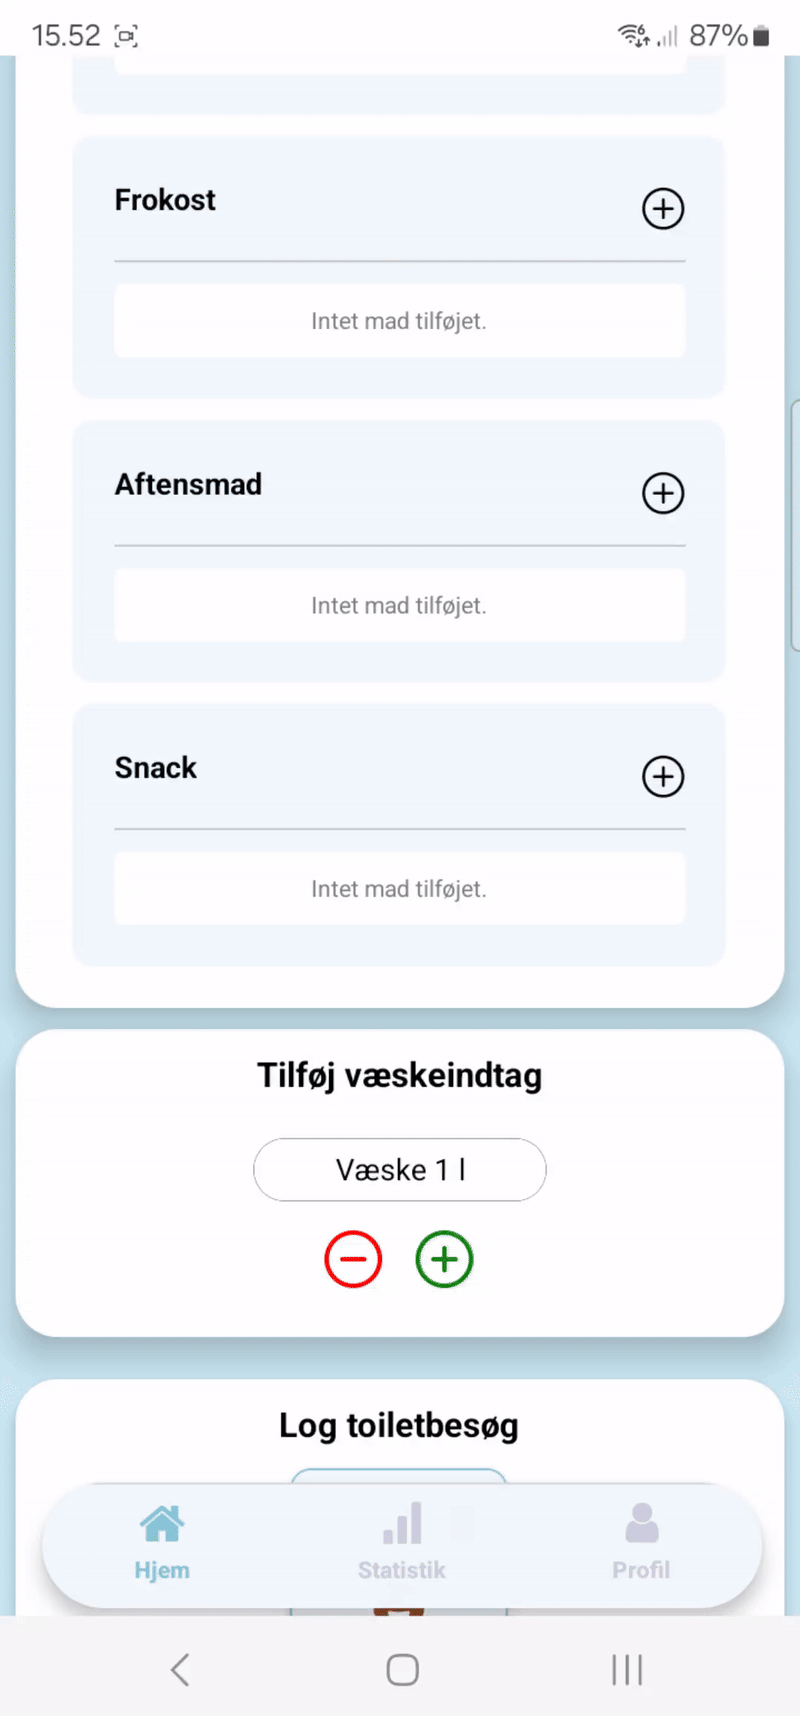 15.52
87%
Frokost
Intet mad tilføjet.
Aftensmad
Intet mad tilføjet.
Snack
Intet mad tilføjet.
Tilføj væskeindtag
Væske 1 l
Log toiletbesøg
Hjem
Statistik
Profil